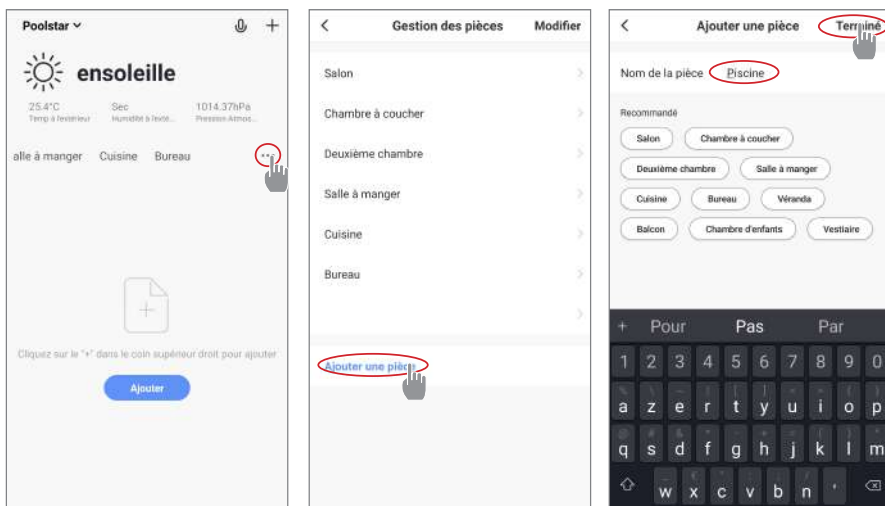 Poolstar
ensoleille
25.4°C Sec 1014.37hPa
Temp à l'extérieur Humidité à l'exté... Pression Atmos...
alle à manger Cuisine Bureau ...
Cliquez sur le "+" dans le coin supérieur droit pour ajouter
Ajouter
Gestion des pièces Modifier
Salon
Chambre à coucher
Deuxième chambre
Salle à manger
Cuisine
Bureau
Ajouter une pièce
Ajouter une pièce Terminé
Nom de la pièce Piscine
Recommandé
Salon Chambre à coucher
Deuxième chambre Salle à manger
Cuisine Bureau Véranda
Balcon Chambre d'enfants Vestiaire
+ Pour Pas Par
1 2 3 4 5 6 7 8 9 0
a z e r t y u i o p
q s d f g h j k l m
w x c v b n '